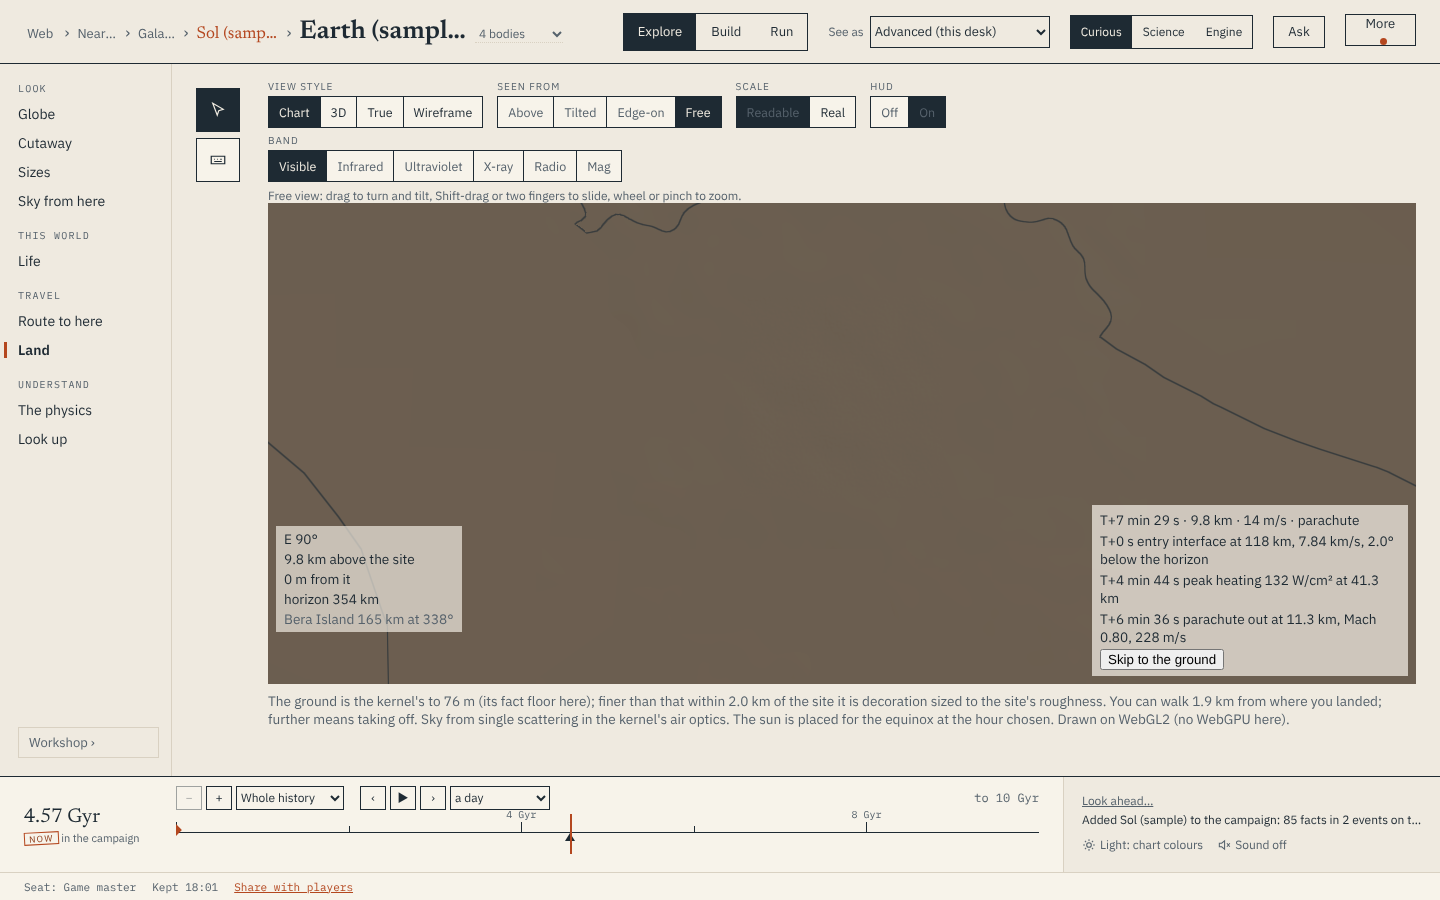 Web › Near... › Gala... › Sol (samp... › Earth (sampl... 4 bodies
Explore Build Run
See as Advanced (this desk)
Curious Science Engine
Ask
More
LOOK
Globe
Cutaway
Sizes
Sky from here
THIS WORLD
Life
TRAVEL
Route to here
Land
UNDERSTAND
The physics
Look up
Workshop ›
VIEW STYLE
Chart 3D True Wireframe
SEEN FROM
Above Tilted Edge-on Free
SCALE
Readable Real
HUD
Off On
BAND
Visible Infrared Ultraviolet X-ray Radio Mag
Free view: drag to turn and tilt, Shift-drag or two fingers to slide, wheel or pinch to zoom.
E 90°
9.8 km above the site
0 m from it
horizon 354 km
Bera Island 165 km at 338°
T+7 min 29 s · 9.8 km · 14 m/s · parachute
T+0 s entry interface at 118 km, 7.84 km/s, 2.0°
below the horizon
T+4 min 44 s peak heating 132 W/cm² at 41.3
km
T+6 min 36 s parachute out at 11.3 km, Mach
0.80, 228 m/s
Skip to the ground
The ground is the kernel's to 76 m (its fact floor here); finer than that within 2.0 km of the site it is decoration sized to the site's roughness. You can walk 1.9 km from where you landed;
further means taking off. Sky from single scattering in the kernel's air optics. The sun is placed for the equinox at the hour chosen. Drawn on WebGL2 (no WebGPU here).
4.57 Gyr
NOW in the campaign
− + Whole history ‹ › a day
to 10 Gyr
4 Gyr 8 Gyr
Look ahead...
Added Sol (sample) to the campaign: 85 facts in 2 events on t...
Light: chart colours Sound off
Seat: Game master Kept 18:01 Share with players